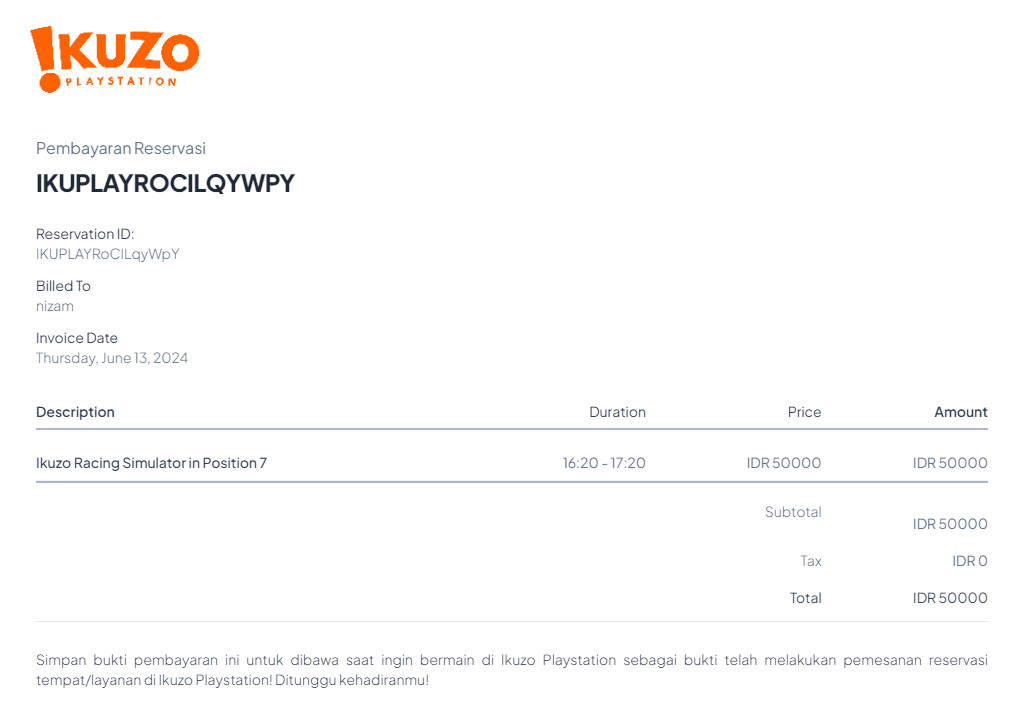 !KUZO
PLAYSTATION
Pembayaran Reservasi
IKUPLAYROCILQYWPY
Reservation ID:
IKUPLAYRoCILqyWpY
Billed To
nizam
Invoice Date
Thursday, June 13, 2024
Description Duration Price Amount
Ikuzo Racing Simulator in Position 7 16:20 - 17:20 IDR 50000 IDR 50000
Subtotal IDR 50000
Tax IDR 0
Total IDR 50000
Simpan bukti pembayaran ini untuk dibawa saat ingin bermain di Ikuzo Playstation sebagai bukti telah melakukan pemesanan reservasi
tempat/layanan di Ikuzo Playstation! Ditunggu kehadiranmu!